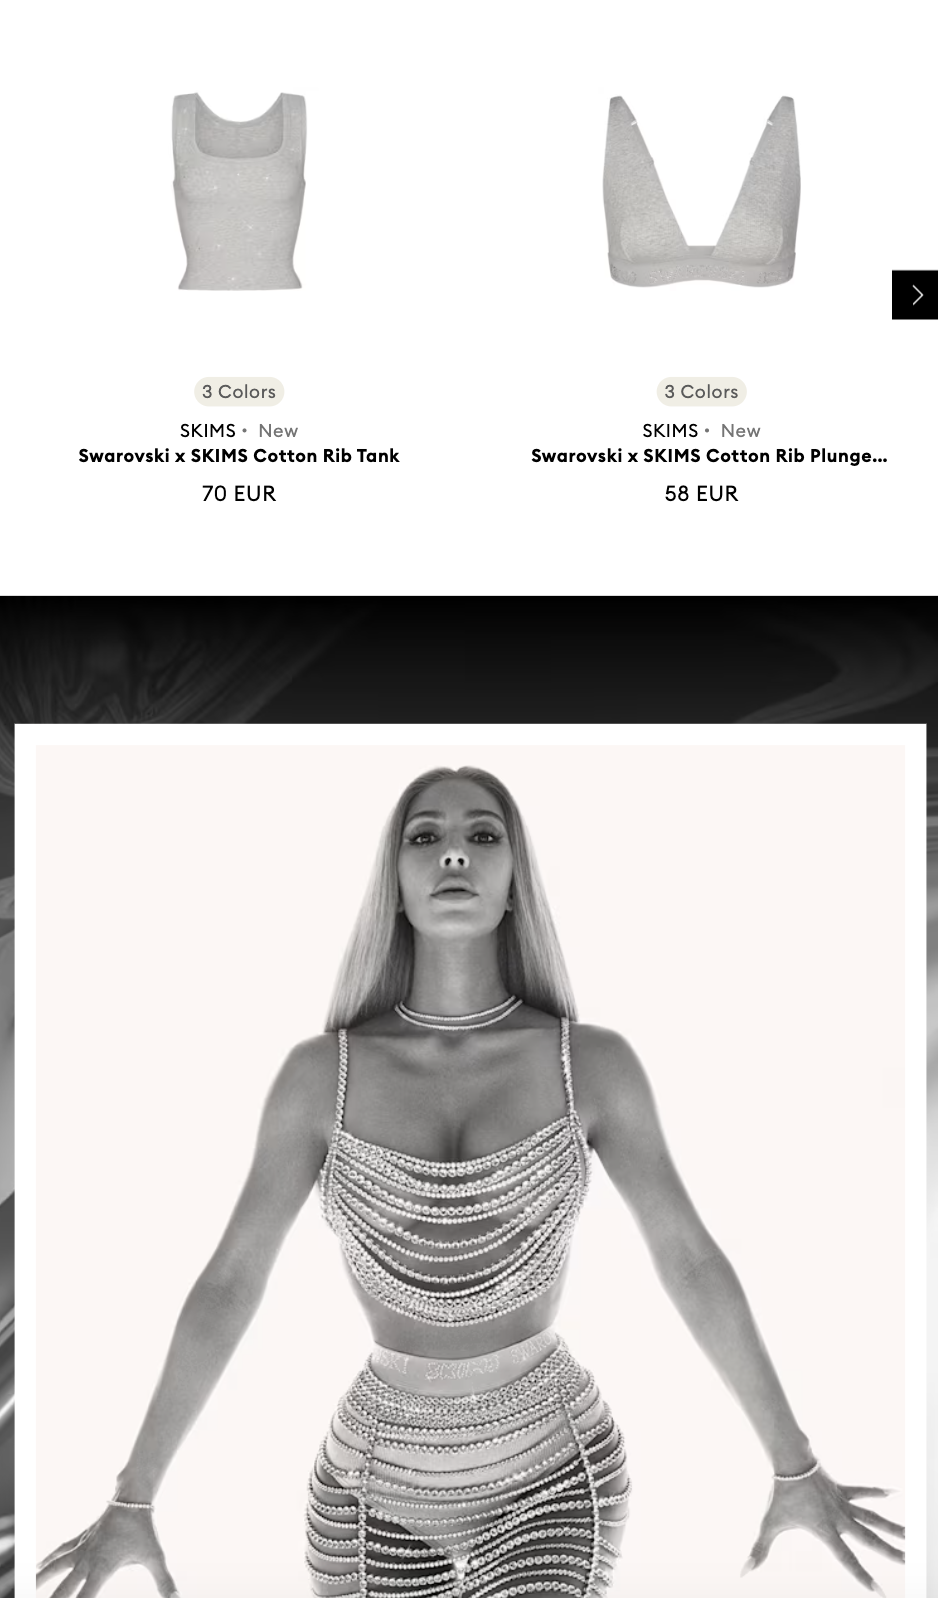 3 Colors
SKIMS • New
Swarovski x SKIMS Cotton Rib Tank
70 EUR
3 Colors
SKIMS • New
Swarovski x SKIMS Cotton Rib Plunge...
58 EUR
SKIMS